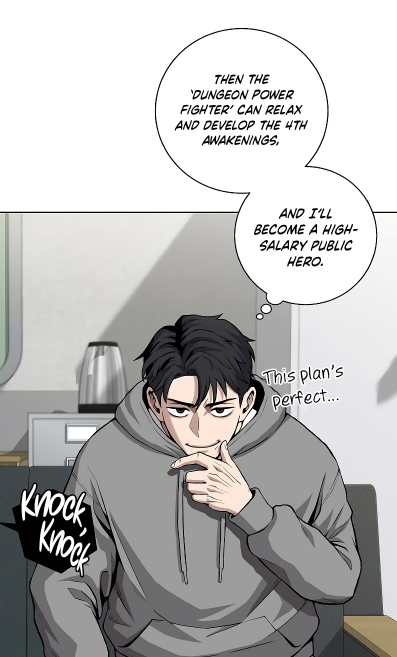 THEN THE
'DUNGEON POWER
FIGHTER' CAN RELAX
AND DEVELOP THE 4TH
AWAKENINGS,
AND I'LL
BECOME A HIGH-
SALARY PUBLIC
HERO.
This plan's
perfect...
Knock,
Knock